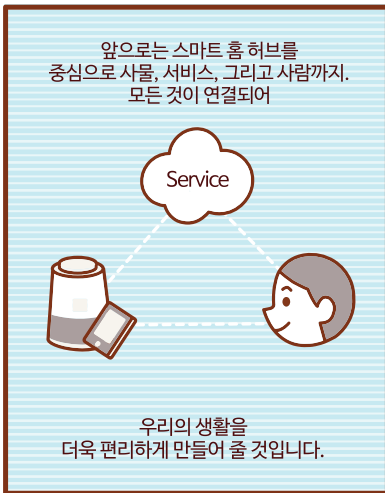 앞으로는 스마트 홈 허브를
중심으로 사물, 서비스, 그리고 사람까지.
모든 것이 연결되어
Service
우리의 생활을
더욱 편리하게 만들어 줄 것입니다.